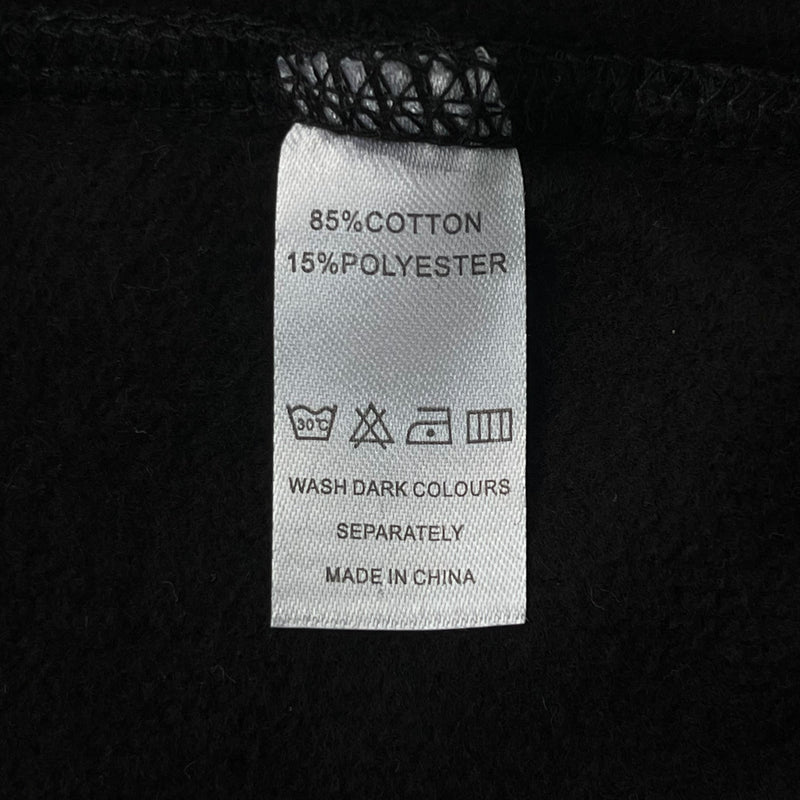 85%COTTON
15%POLYESTER
30℃
WASH DARK COLOURS
SEPARATELY
MADE IN CHINA